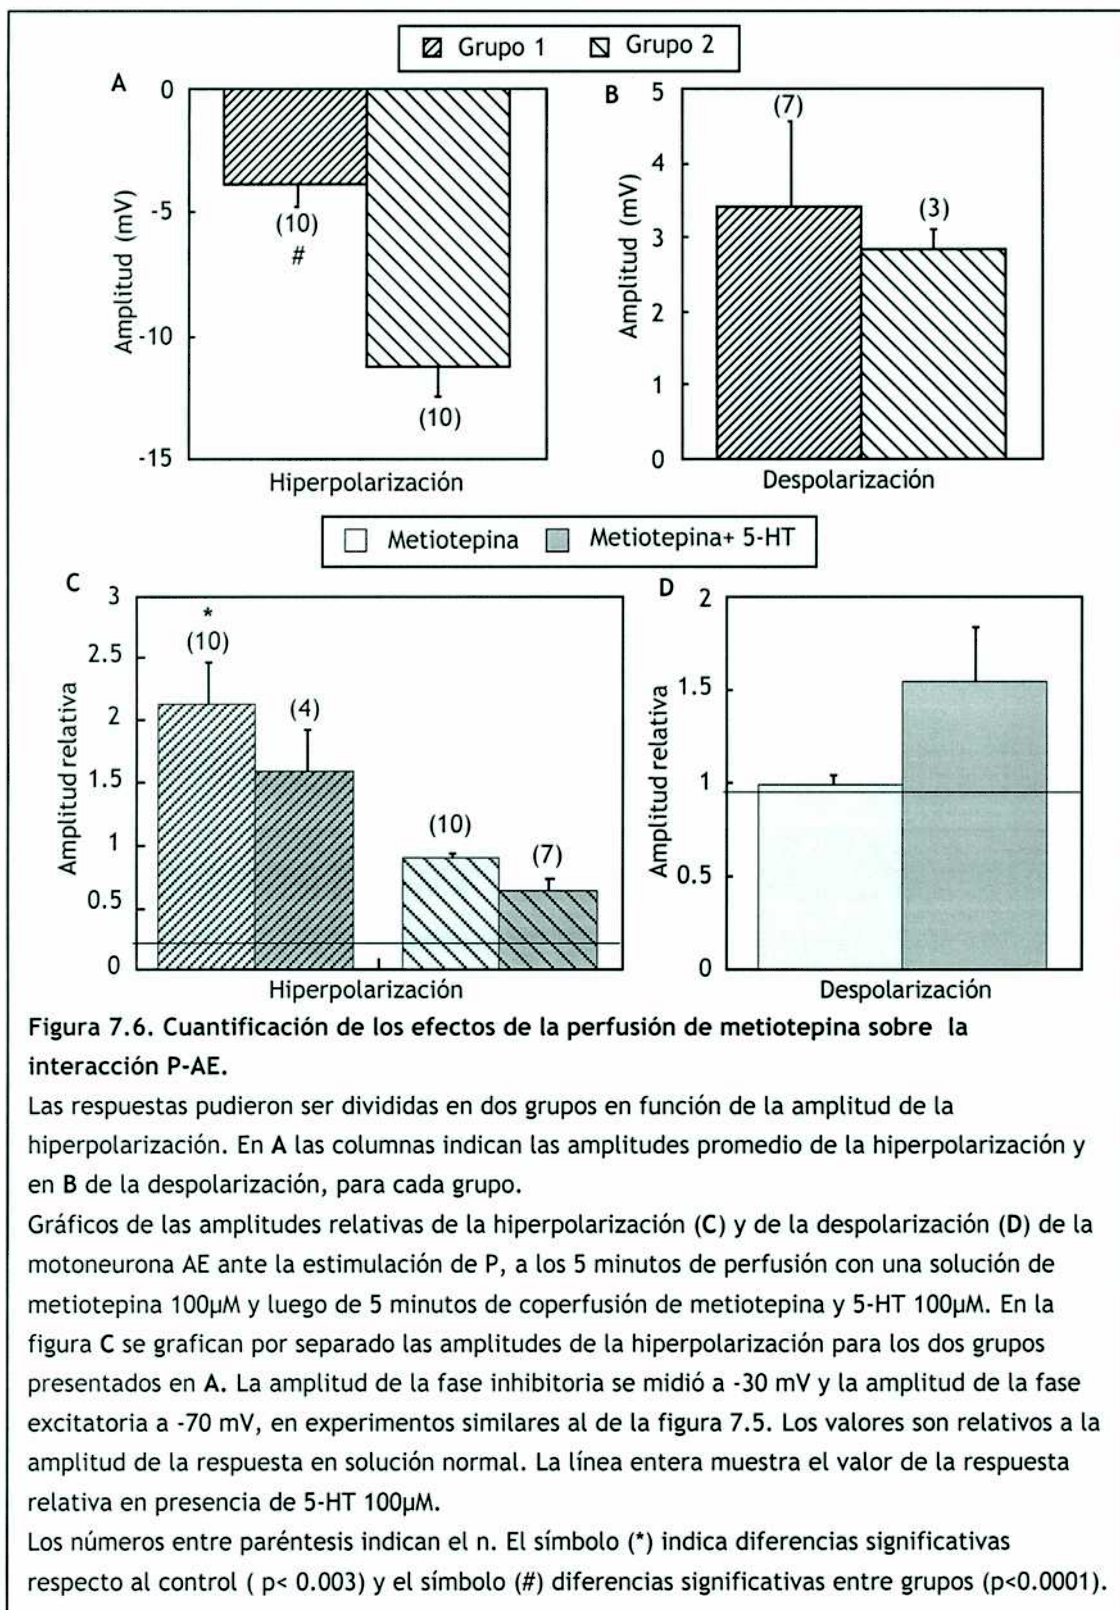 Grupo 1 Grupo 2
A
0
-5
-10
-15
Amplitud (mV)
(10)
#
(10)
Hiperpolarización
B
5
4
3
2
1
0
Amplitud (mV)
(7)
(3)
Despolarización
Metiotepina Metiotepina+ 5-HT
C
3
2.5
2
1.5
1
0.5
0
Amplitud relativa
*
(10)
(4)
(10)
(7)
Hiperpolarización
D
2
1.5
1
0.5
0
Amplitud relativa
Despolarización
Figura 7.6. Cuantificación de los efectos de la perfusión de metiotepina sobre la
interacción P-AE.
Las respuestas pudieron ser divididas en dos grupos en función de la amplitud de la
hiperpolarización. En A las columnas indican las amplitudes promedio de la hiperpolarización y
en B de la despolarización, para cada grupo.
Gráficos de las amplitudes relativas de la hiperpolarización (C) y de la despolarización (D) de la
motoneurona AE ante la estimulación de P, a los 5 minutos de perfusión con una solución de
metiotepina 100µM y luego de 5 minutos de coperfusión de metiotepina y 5-HT 100µM. En la
figura C se grafican por separado las amplitudes de la hiperpolarización para los dos grupos
presentados en A. La amplitud de la fase inhibitoria se midió a -30 mV y la amplitud de la fase
excitatoria a -70 mV, en experimentos similares al de la figura 7.5. Los valores son relativos a la
amplitud de la respuesta en solución normal. La línea entera muestra el valor de la respuesta
relativa en presencia de 5-HT 100µM.
Los números entre paréntesis indican el n. El símbolo (*) indica diferencias significativas
respecto al control ( p< 0.003) y el símbolo (#) diferencias significativas entre grupos (p<0.0001).